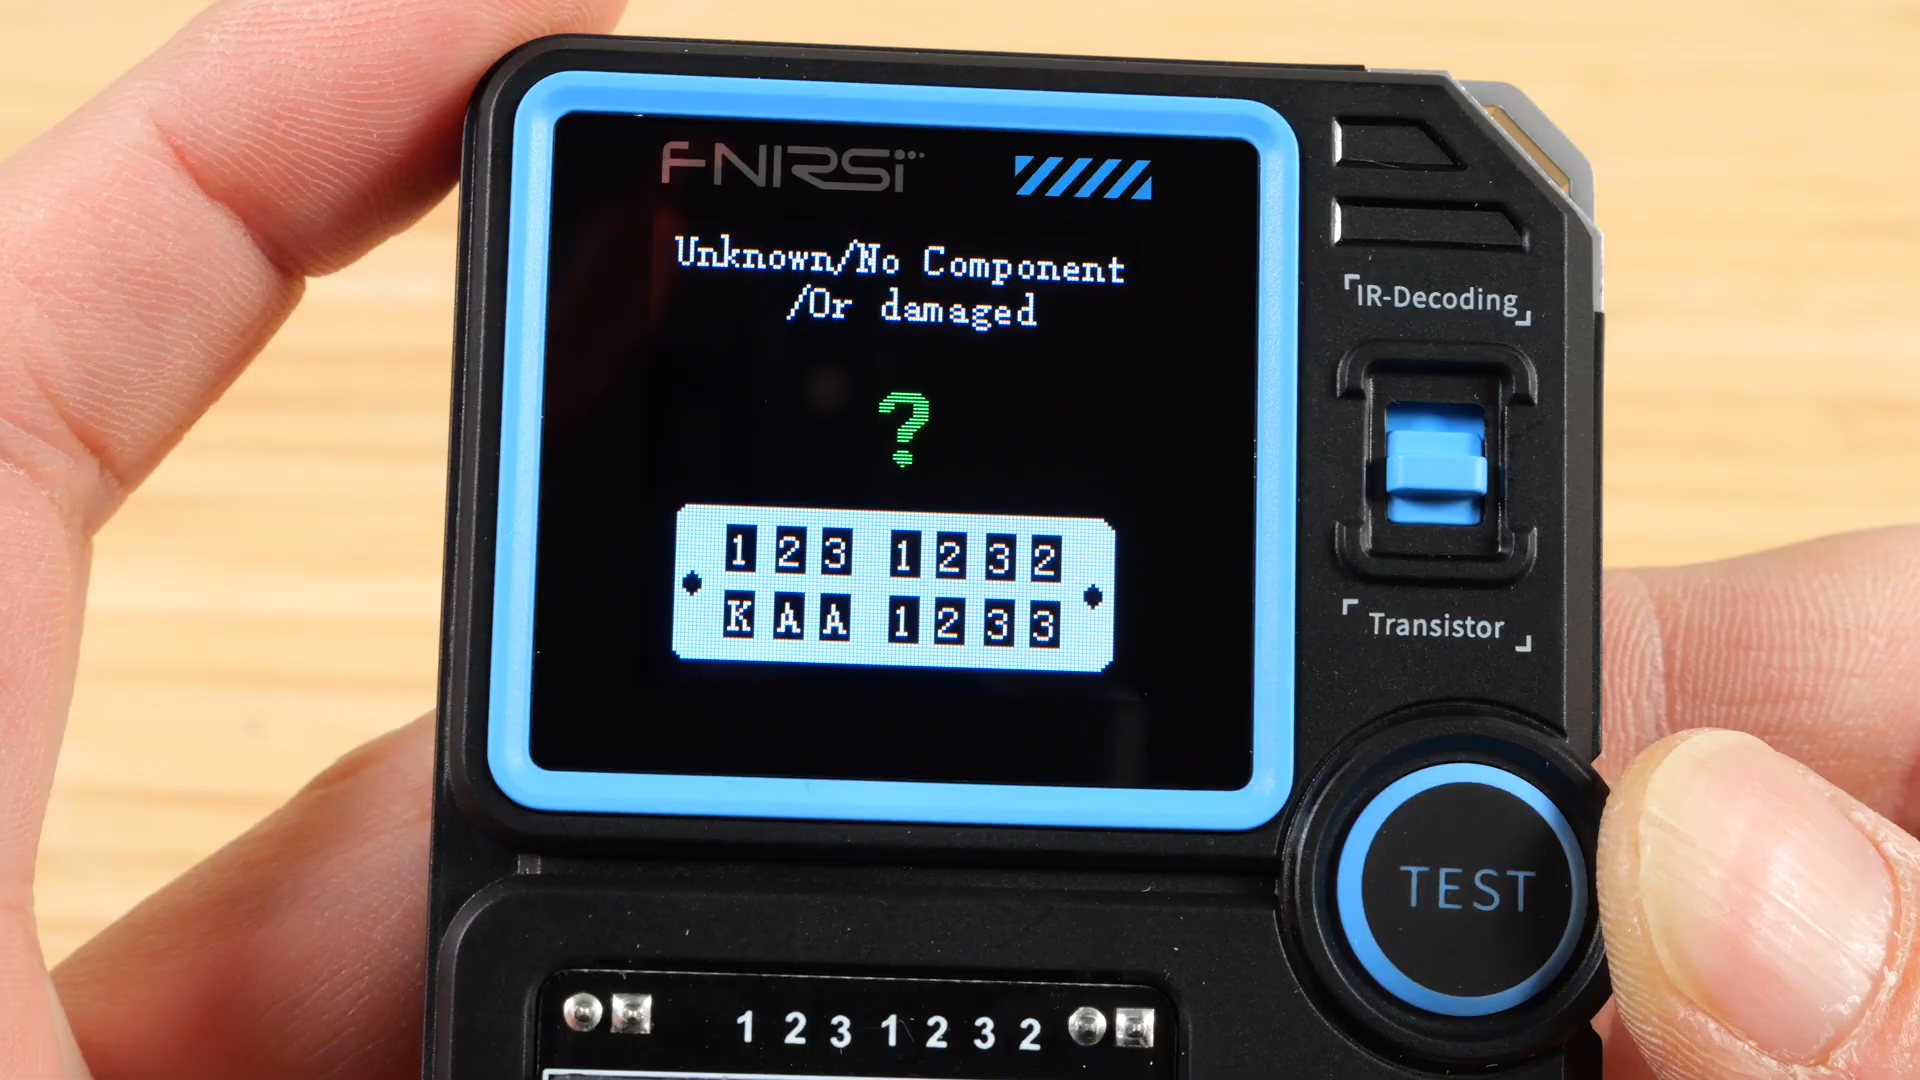 FNIRSI
Unknown/No Component
/Or damaged
?
1 2 3 1 2 3 2
K A A 1 2 3 3
IR-Decoding
Transistor
TEST
1 2 3 1 2 3 2